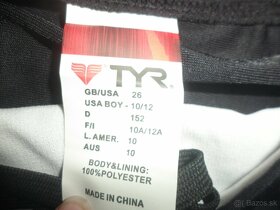 TYR
GB/USA 26
USA BOY - 10/12
D 152
F/I 10A/12A
L. AMER. 10
AUS 10
BODY&LINING:
100%POLYESTER
MADE IN CHINA
Bazar.sk